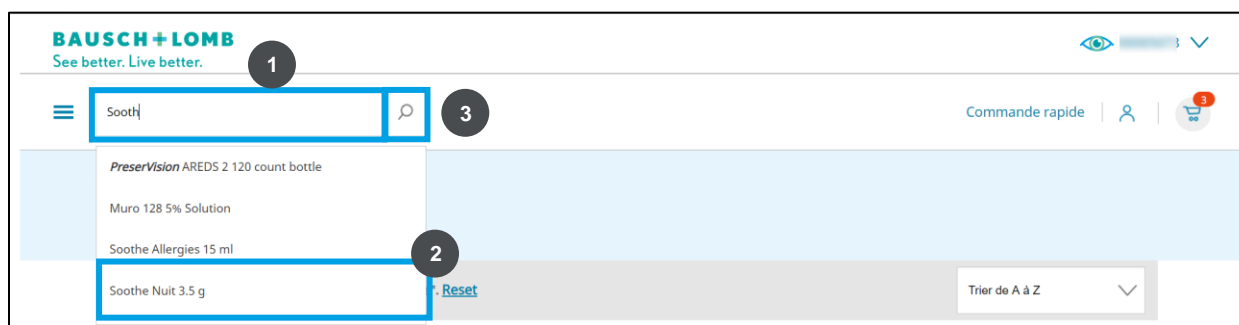 BAUSCH + LOMB
See better. Live better.
1
Sooth
3
Commande rapide
3
PreserVision AREDS 2 120 count bottle
Muro 128 5% Solution
Soothe Allergies 15 ml
2
Soothe Nuit 3.5 g
". Reset
Trier de A à Z